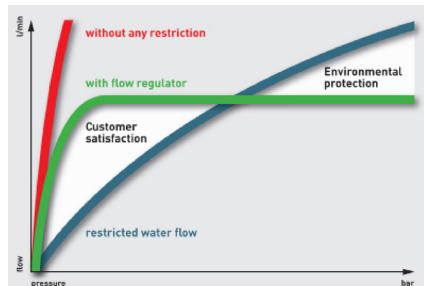 l/min
without any restriction
with flow regulator
Environmental
protection
Customer
satisfaction
restricted water flow
flow
pressure
bar